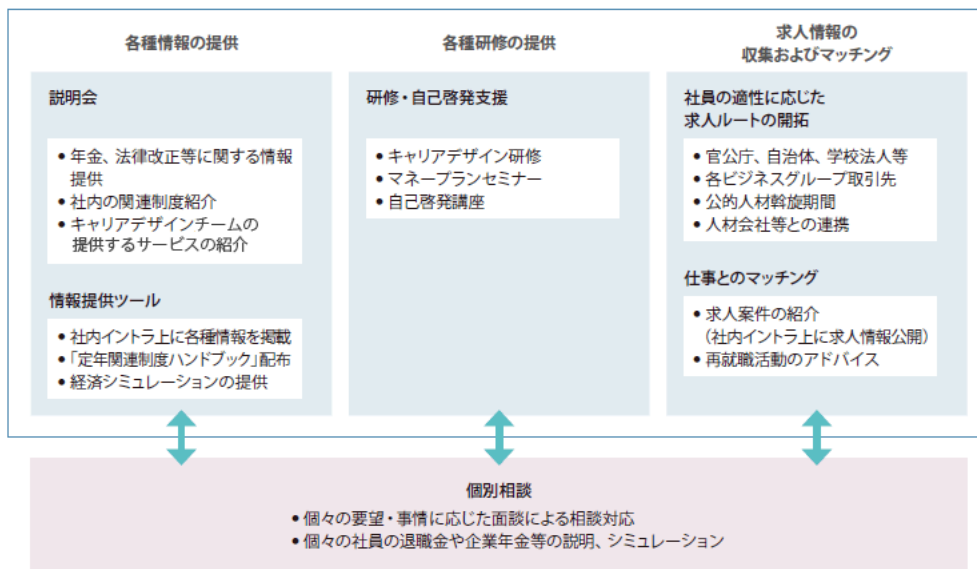 各種情報の提供
説明会
• 年金、法律改正等に関する情報
提供
• 社内の関連制度紹介
• キャリアデザインチームの
提供するサービスの紹介
情報提供ツール
• 社内イントラ上に各種情報を掲載
• 「定年関連制度ハンドブック」配布
• 経済シミュレーションの提供
各種研修の提供
研修・自己啓発支援
• キャリアデザイン研修
• マネープランセミナー
• 自己啓発講座
求人情報の
収集およびマッチング
社員の適性に応じた
求人ルートの開拓
• 官公庁、自治体、学校法人等
• 各ビジネスグループ取引先
• 公的人材斡旋期間
• 人材会社等との連携
仕事とのマッチング
• 求人案件の紹介
（社内イントラ上に求人情報公開）
• 再就職活動のアドバイス
個別相談
• 個々の要望・事情に応じた面談による相談対応
• 個々の社員の退職金や企業年金等の説明、シミュレーション